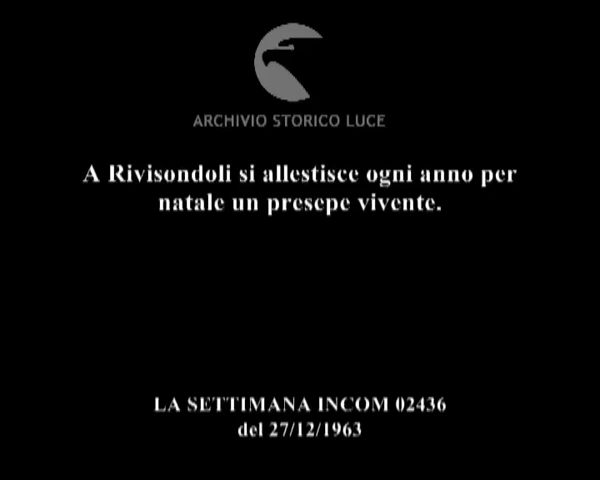 ARCHIVIO STORICO LUCE
A Rivisondoli si allestisce ogni anno per
natale un presepe vivente.
LA SETTIMANA INCOM 02436
del 27/12/1963